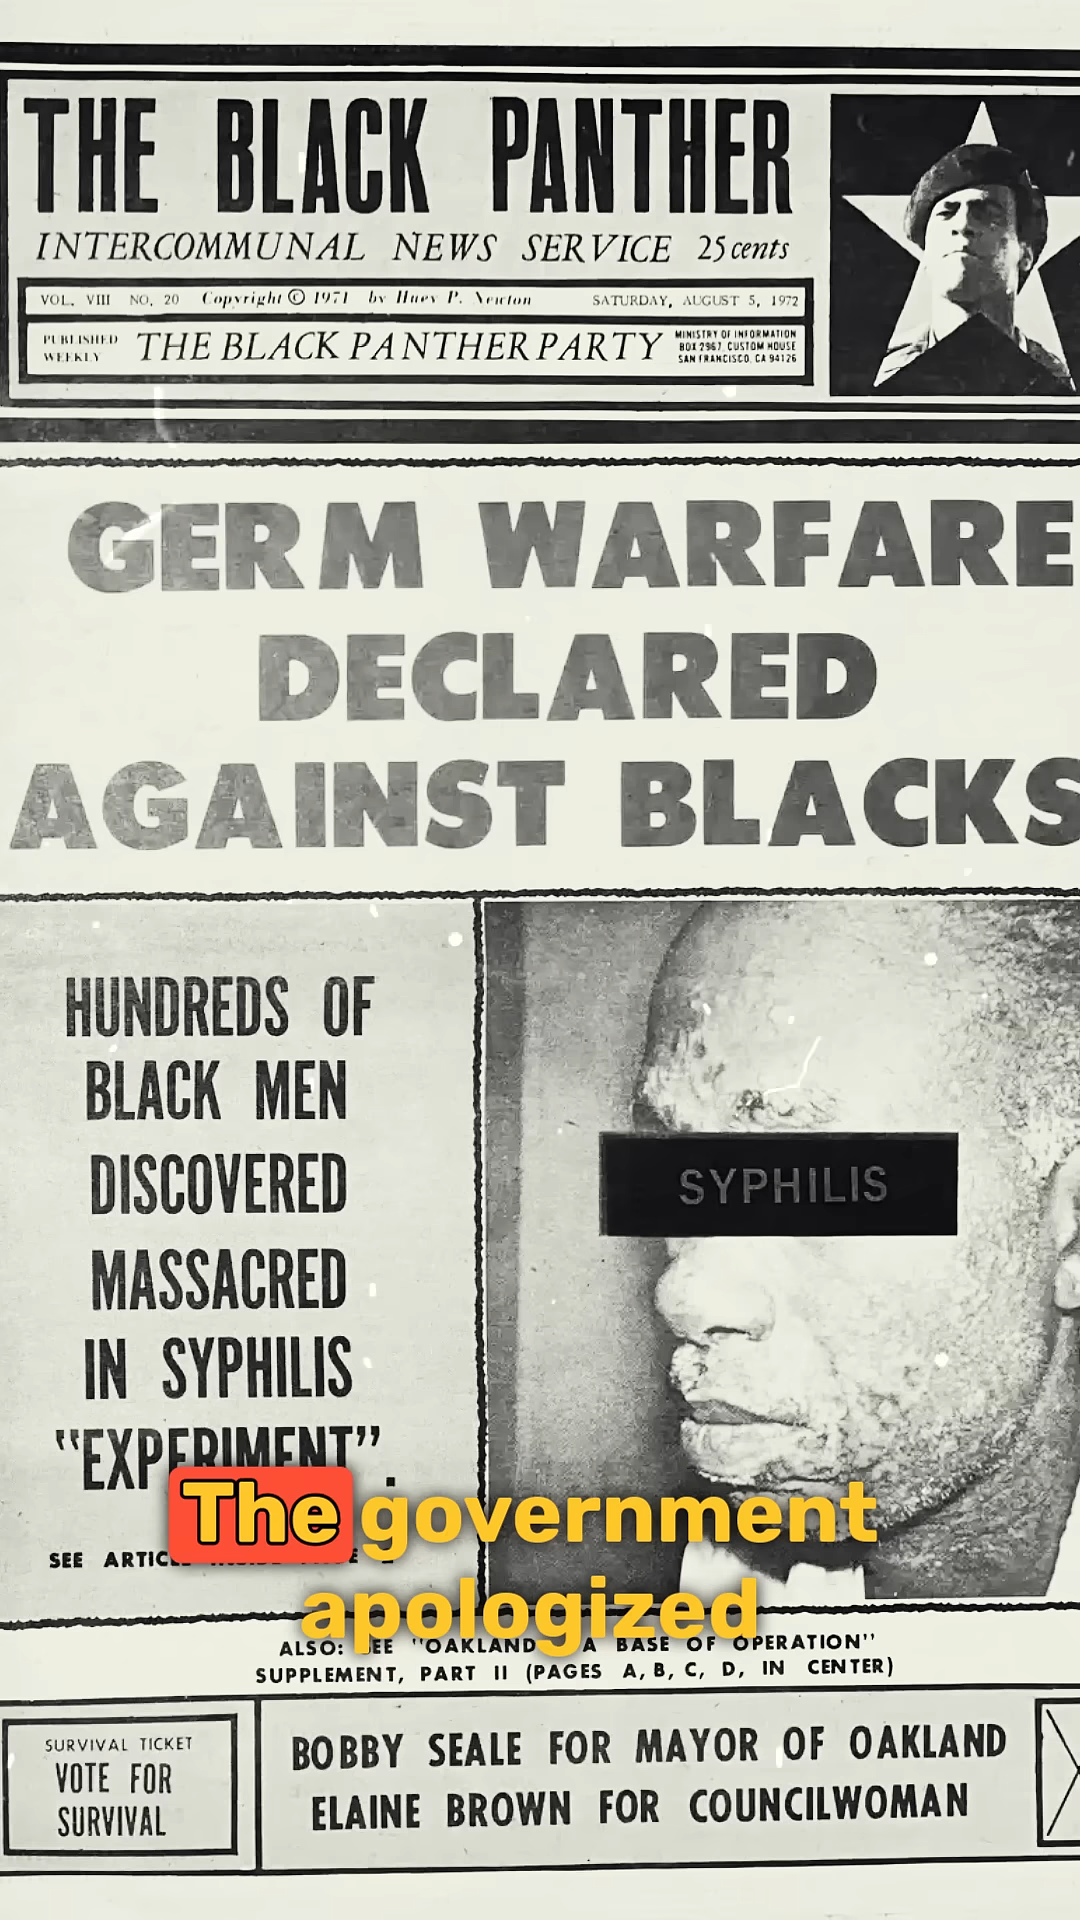 THE BLACK PANTHER
INTERCOMMUNAL NEWS SERVICE 25 cents
VOL. VIII NO. 20 Copyright © 1971 by Huey P. Newton SATURDAY, AUGUST 5, 1972
PUBLISHED WEEKLY
THE BLACK PANTHER PARTY
MINISTRY OF INFORMATION
BOX 2967, CUSTOM HOUSE
SAN FRANCISCO, CA 94126
GERM WARFARE
DECLARED
AGAINST BLACKS
HUNDREDS OF
BLACK MEN
DISCOVERED
MASSACRED
IN SYPHILIS
"EXPERIMENT".
SYPHILIS
The government
apologized
SEE
ALSO: SEE "OAKLAND A BASE OF OPERATION"
SUPPLEMENT, PART II (PAGES A, B, C, D, IN CENTER)
SURVIVAL TICKET
VOTE FOR
SURVIVAL
BOBBY SEALE FOR MAYOR OF OAKLAND
ELAINE BROWN FOR COUNCILWOMAN